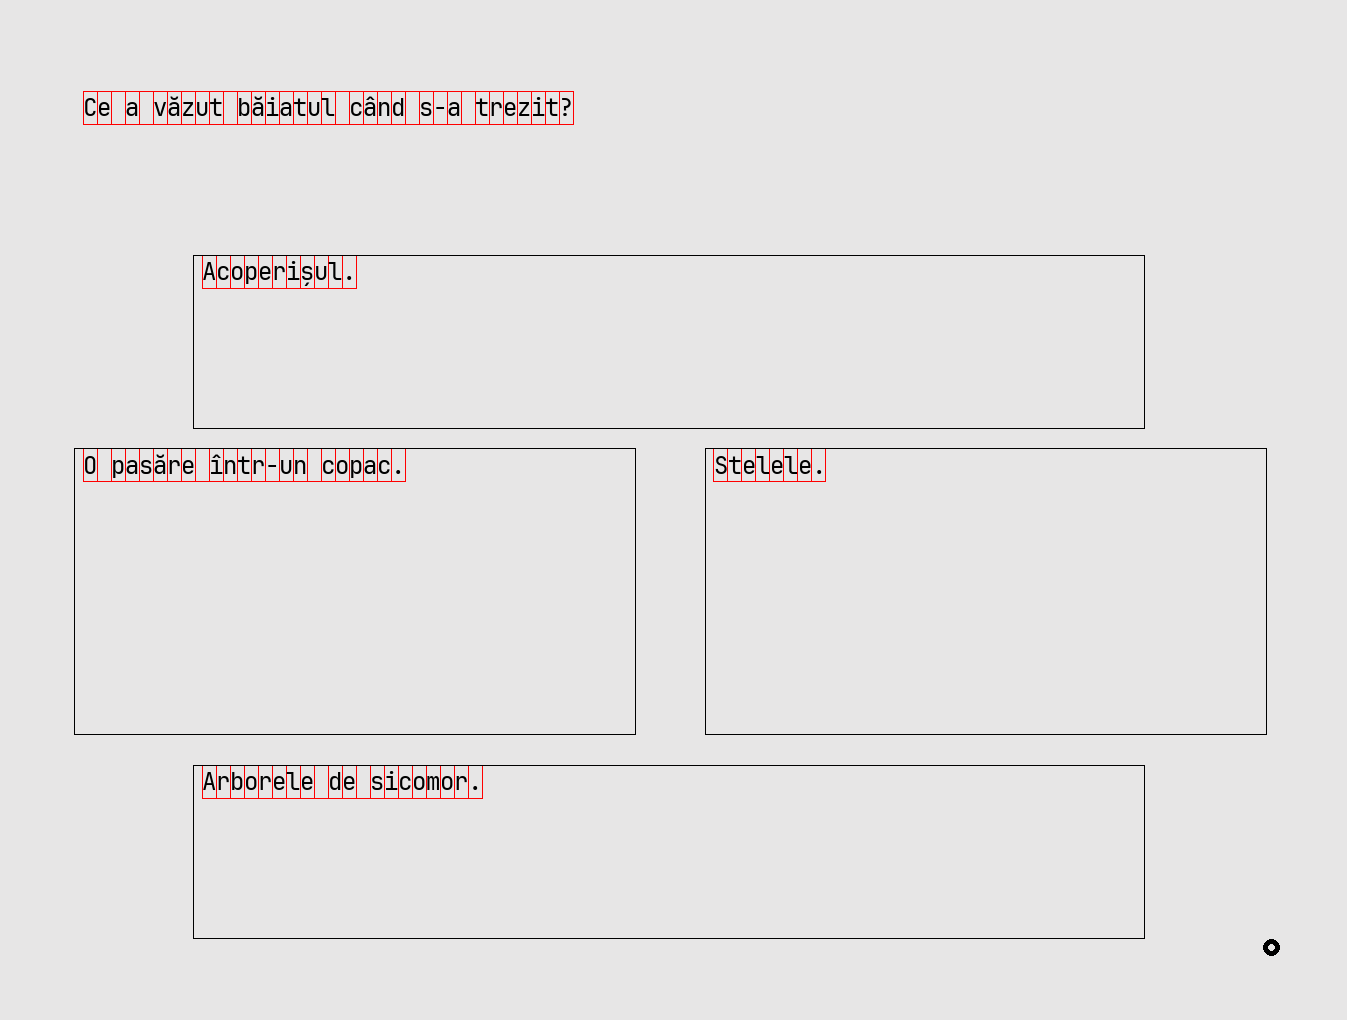 Ce a văzut băiatul când s-a trezit?
Acoperișul.
O pasăre într-un copac.
Stelele.
Arborele de sicomor.